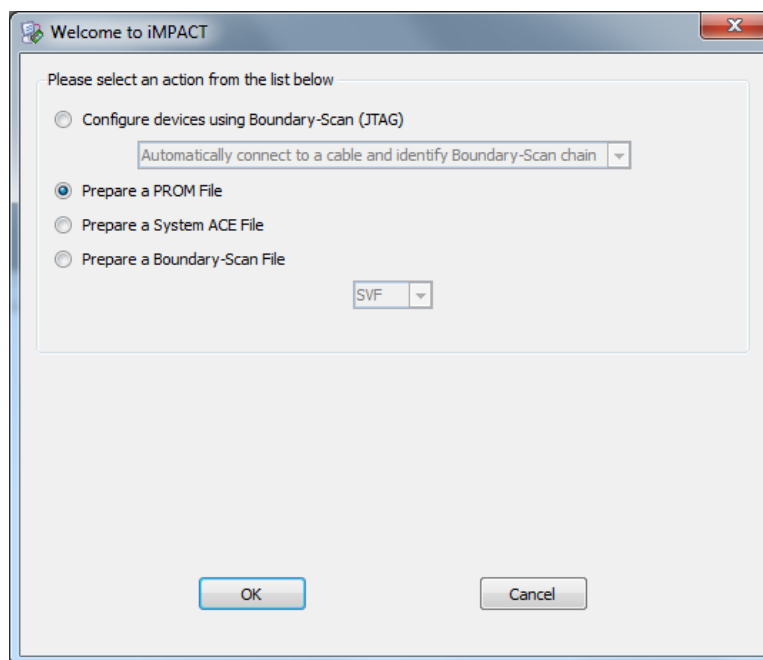 Welcome to iMPACT
Please select an action from the list below
Configure devices using Boundary-Scan (JTAG)
Automatically connect to a cable and identify Boundary-Scan chain
Prepare a PROM File
Prepare a System ACE File
Prepare a Boundary-Scan File
SVF
OK Cancel